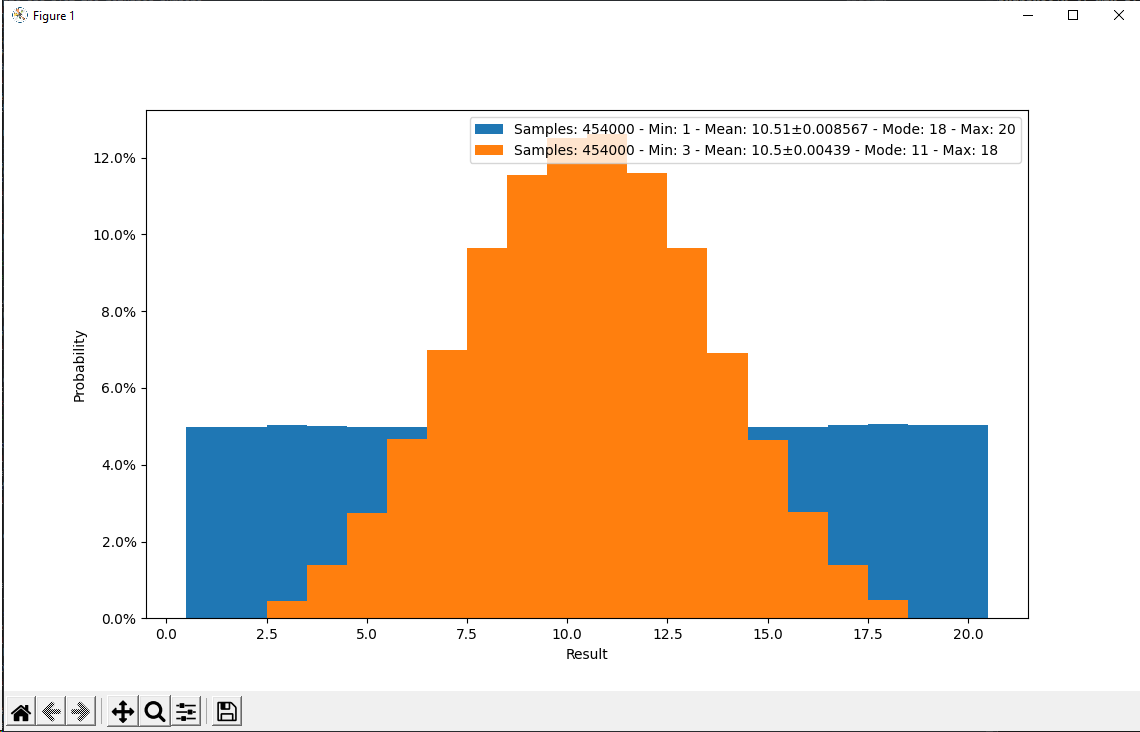 Figure 1
Samples: 454000 - Min: 1 - Mean: 10.51±0.008567 - Mode: 18 - Max: 20
Samples: 454000 - Min: 3 - Mean: 10.5±0.00439 - Mode: 11 - Max: 18
12.0%
10.0%
8.0%
6.0%
4.0%
2.0%
0.0%
Probability
0.0 2.5 5.0 7.5 10.0 12.5 15.0 17.5 20.0
Result